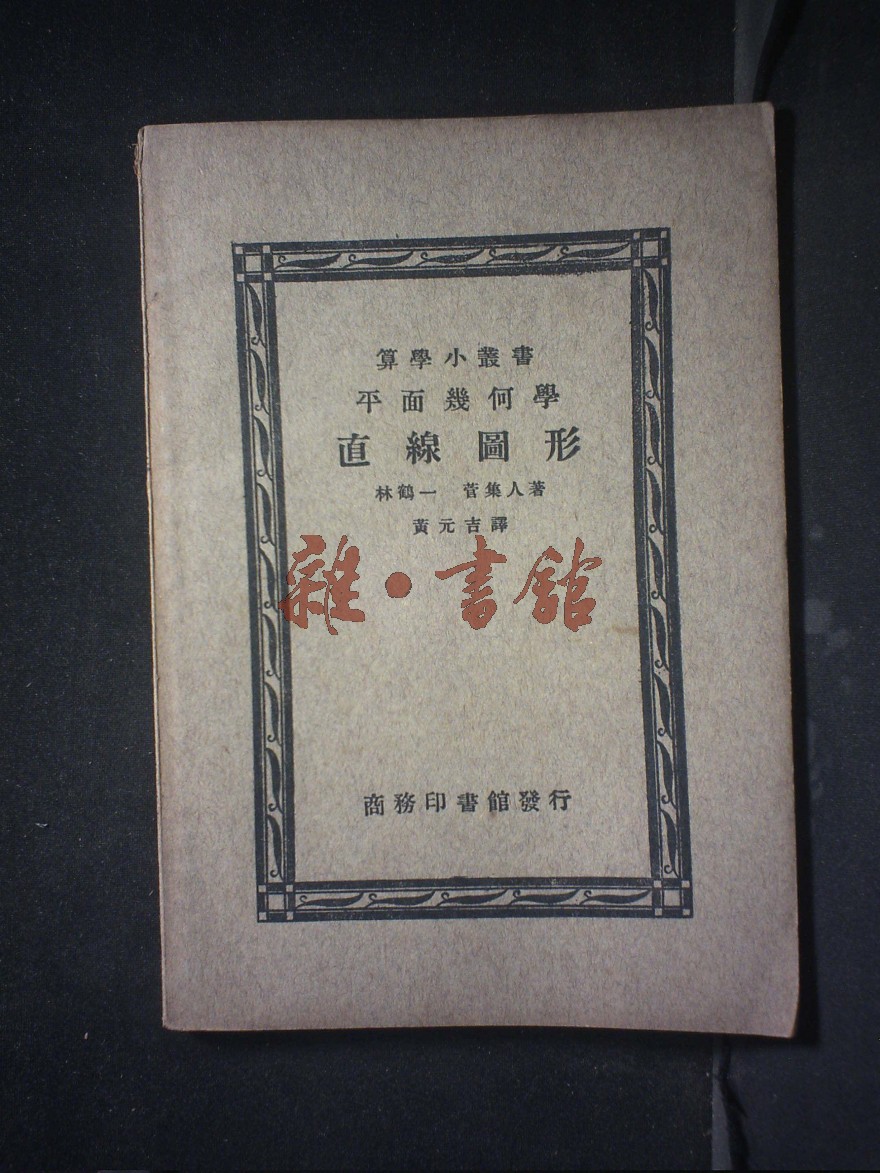 算學小叢書
平面幾何學
直線圖形
林鶴一 菅集人著
黃元吉譯
雜·書館
商務印書館發行